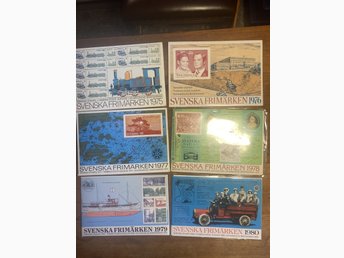 SVENSKA FRIMÄRKEN 1975
SVENSKA FRIMÄRKEN 1976
SVENSKA FRIMÄRKEN 1977
SVENSKA FRIMÄRKEN 1978
SVENSKA FRIMÄRKEN 1979
SVENSKA FRIMÄRKEN 1980